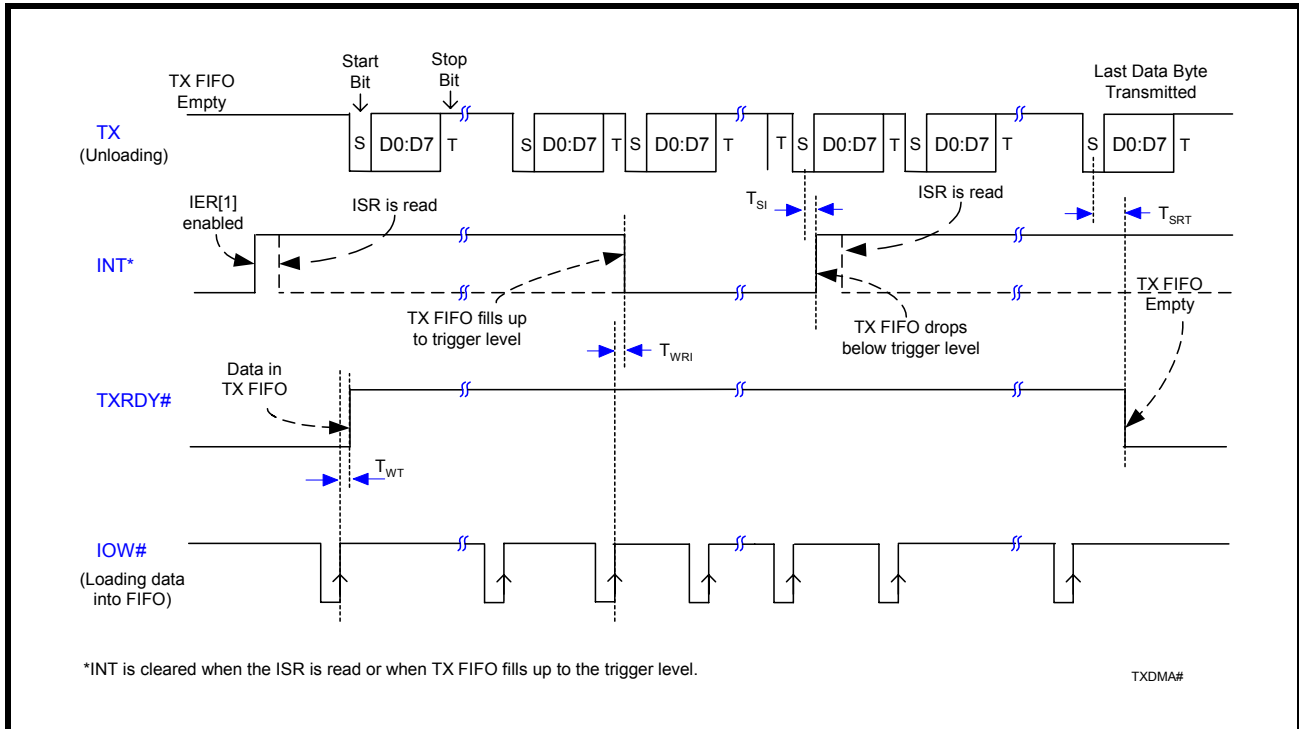 Start
Bit
Stop
Bit
TX FIFO
Empty
Last Data Byte
Transmitted
TX
(Unloading)
S D0:D7 T S D0:D7 T S D0:D7 T T S D0:D7 T S D0:D7 T S D0:D7 T
IER[1]
enabled
ISR is read
TSI
ISR is read
TSRT
INT*
TX FIFO fills up
to trigger level
TX FIFO drops
below trigger level
TX FIFO
Empty
TWRI
Data in
TX FIFO
TXRDY#
TWT
IOW#
(Loading data
into FIFO)
*INT is cleared when the ISR is read or when TX FIFO fills up to the trigger level.
TXDMA#